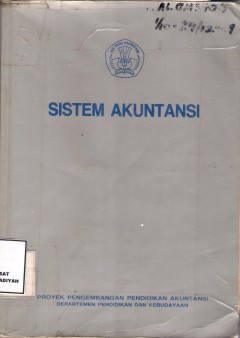 SISTEM AKUNTANSI
PROYEK PENGEMBANGAN PENDIDIKAN AKUNTANSI
DEPARTEMEN PENDIDIKAN DAN KEBUDAYAAN